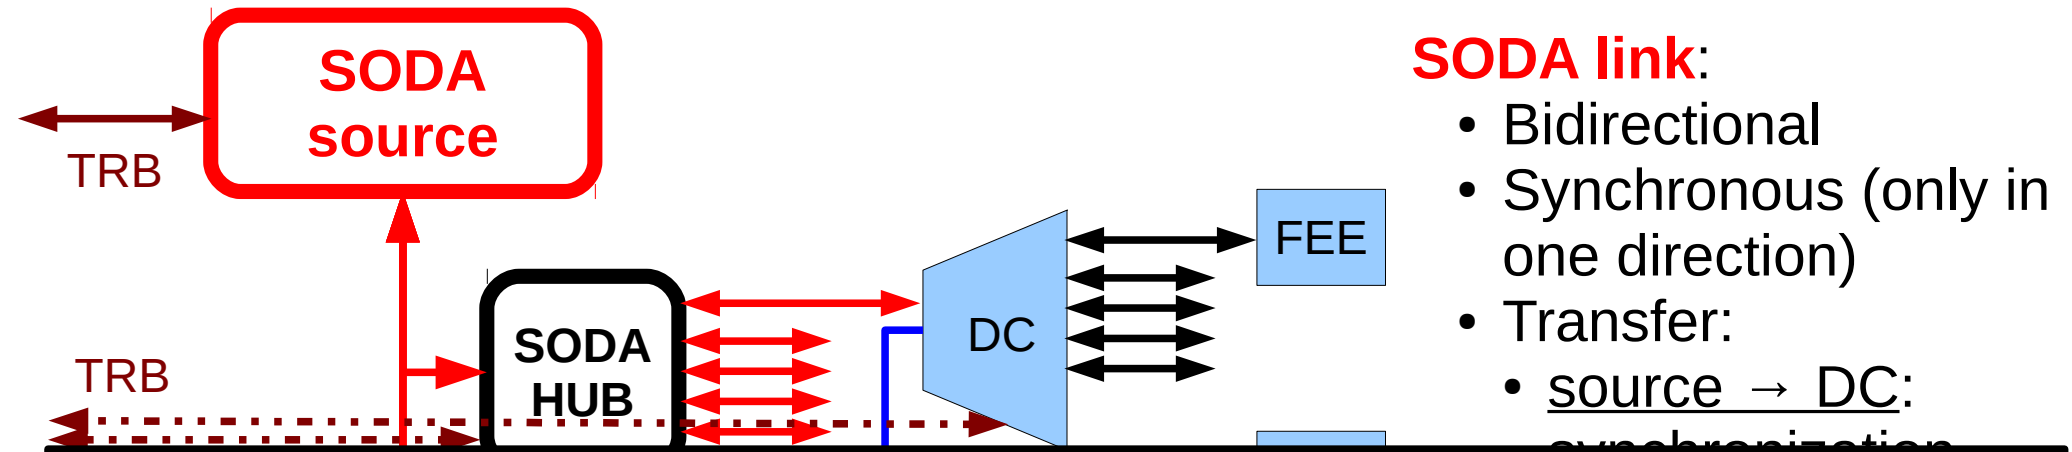 SODA
source
TRB
SODA
HUB
TRB
DC
FEE
SODA link:
• Bidirectional
• Synchronous (only in
one direction)
• Transfer:
• source → DC:
synchronization